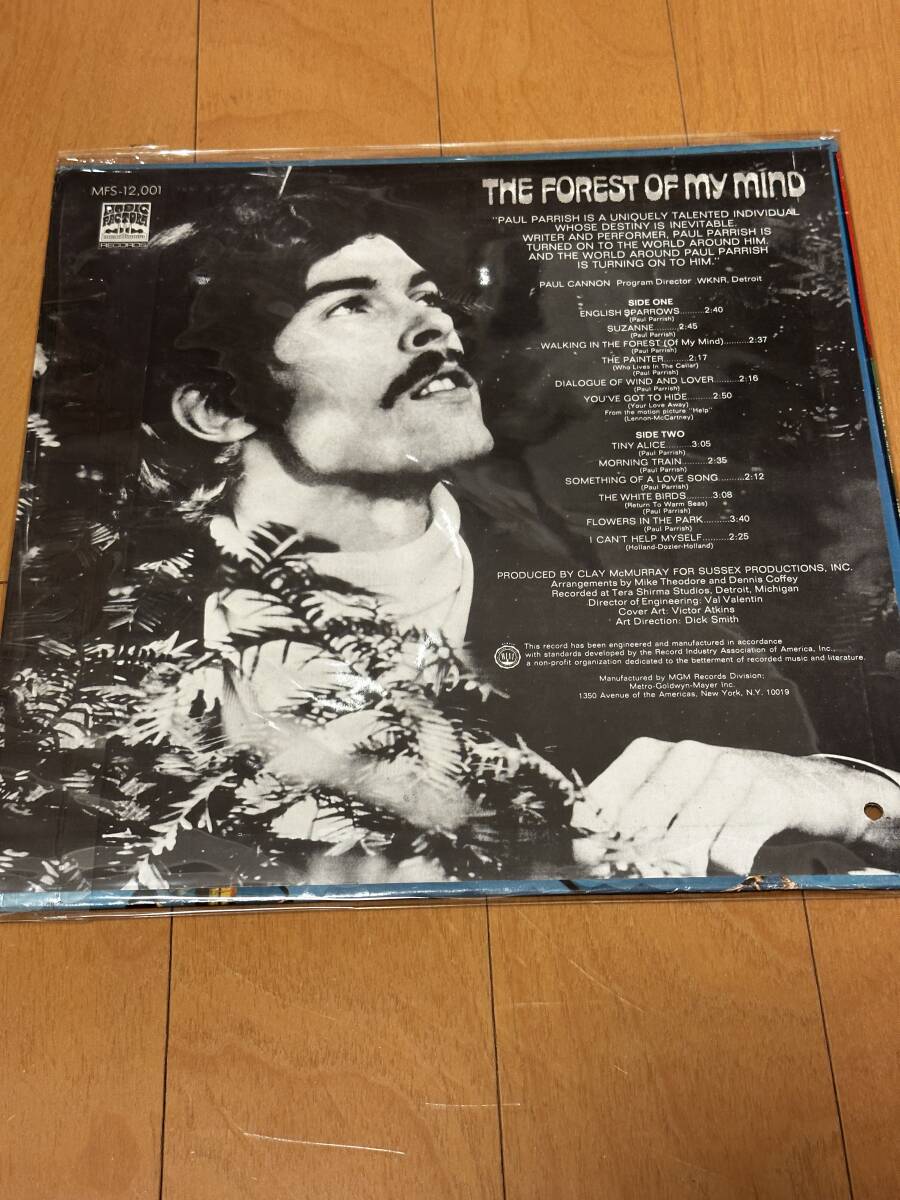 MFS-12,001
MUSIC
FACTORY
RECORDS
THE FOREST OF MY MIND
"PAUL PARRISH IS A UNIQUELY TALENTED INDIVIDUAL
WHOSE DESTINY IS INEVITABLE.
WRITER AND PERFORMER, PAUL PARRISH IS
TURNED ON TO THE WORLD AROUND HIM.
AND THE WORLD AROUND PAUL PARRISH
IS TURNING ON TO HIM."
PAUL CANNON Program Director WKNR, Detroit
SIDE ONE
ENGLISH SPARROWS..........2:40
(Paul Parrish)
SUZANNE.........2:45
(Paul Parrish)
WALKING IN THE FOREST (Of My Mind)..........2:37
(Paul Parrish)
THE PAINTER.........2:17
(Who Lives In The Cellar)
(Paul Parrish)
DIALOGUE OF WIND AND LOVER.........2:16
(Paul Parrish)
YOU'VE GOT TO HIDE..........2:50
(Your Love Away)
From the motion picture "Help"
(Lennon-McCartney)
SIDE TWO
TINY ALICE..........3:05
(Paul Parrish)
MORNING TRAIN..........2:35
(Paul Parrish)
SOMETHING OF A LOVE SONG..........2:12
(Paul Parrish)
THE WHITE BIRDS..........3:08
(Return To Warm Seas)
(Paul Parrish)
FLOWERS IN THE PARK..........3:40
(Paul Parrish)
I CAN'T HELP MYSELF..........2:25
(Holland-Dozier-Holland)
PRODUCED BY CLAY McMURRAY FOR SUSSEX PRODUCTIONS, INC.
Arrangements by Mike Theodore and Dennis Coffey
Recorded at Tera Shirma Studios, Detroit, Michigan
Director of Engineering: Val Valentin
Cover Art: Victor Atkins
Art Direction: Dick Smith
This record has been engineered and manufactured in accordance
with standards developed by the Record Industry Association of America, Inc.,
a non-profit organization dedicated to the betterment of recorded music and literature.
Manufactured by MGM Records Division;
Metro-Goldwyn-Mayer Inc.
1350 Avenue of the Americas, New York, N.Y. 10019